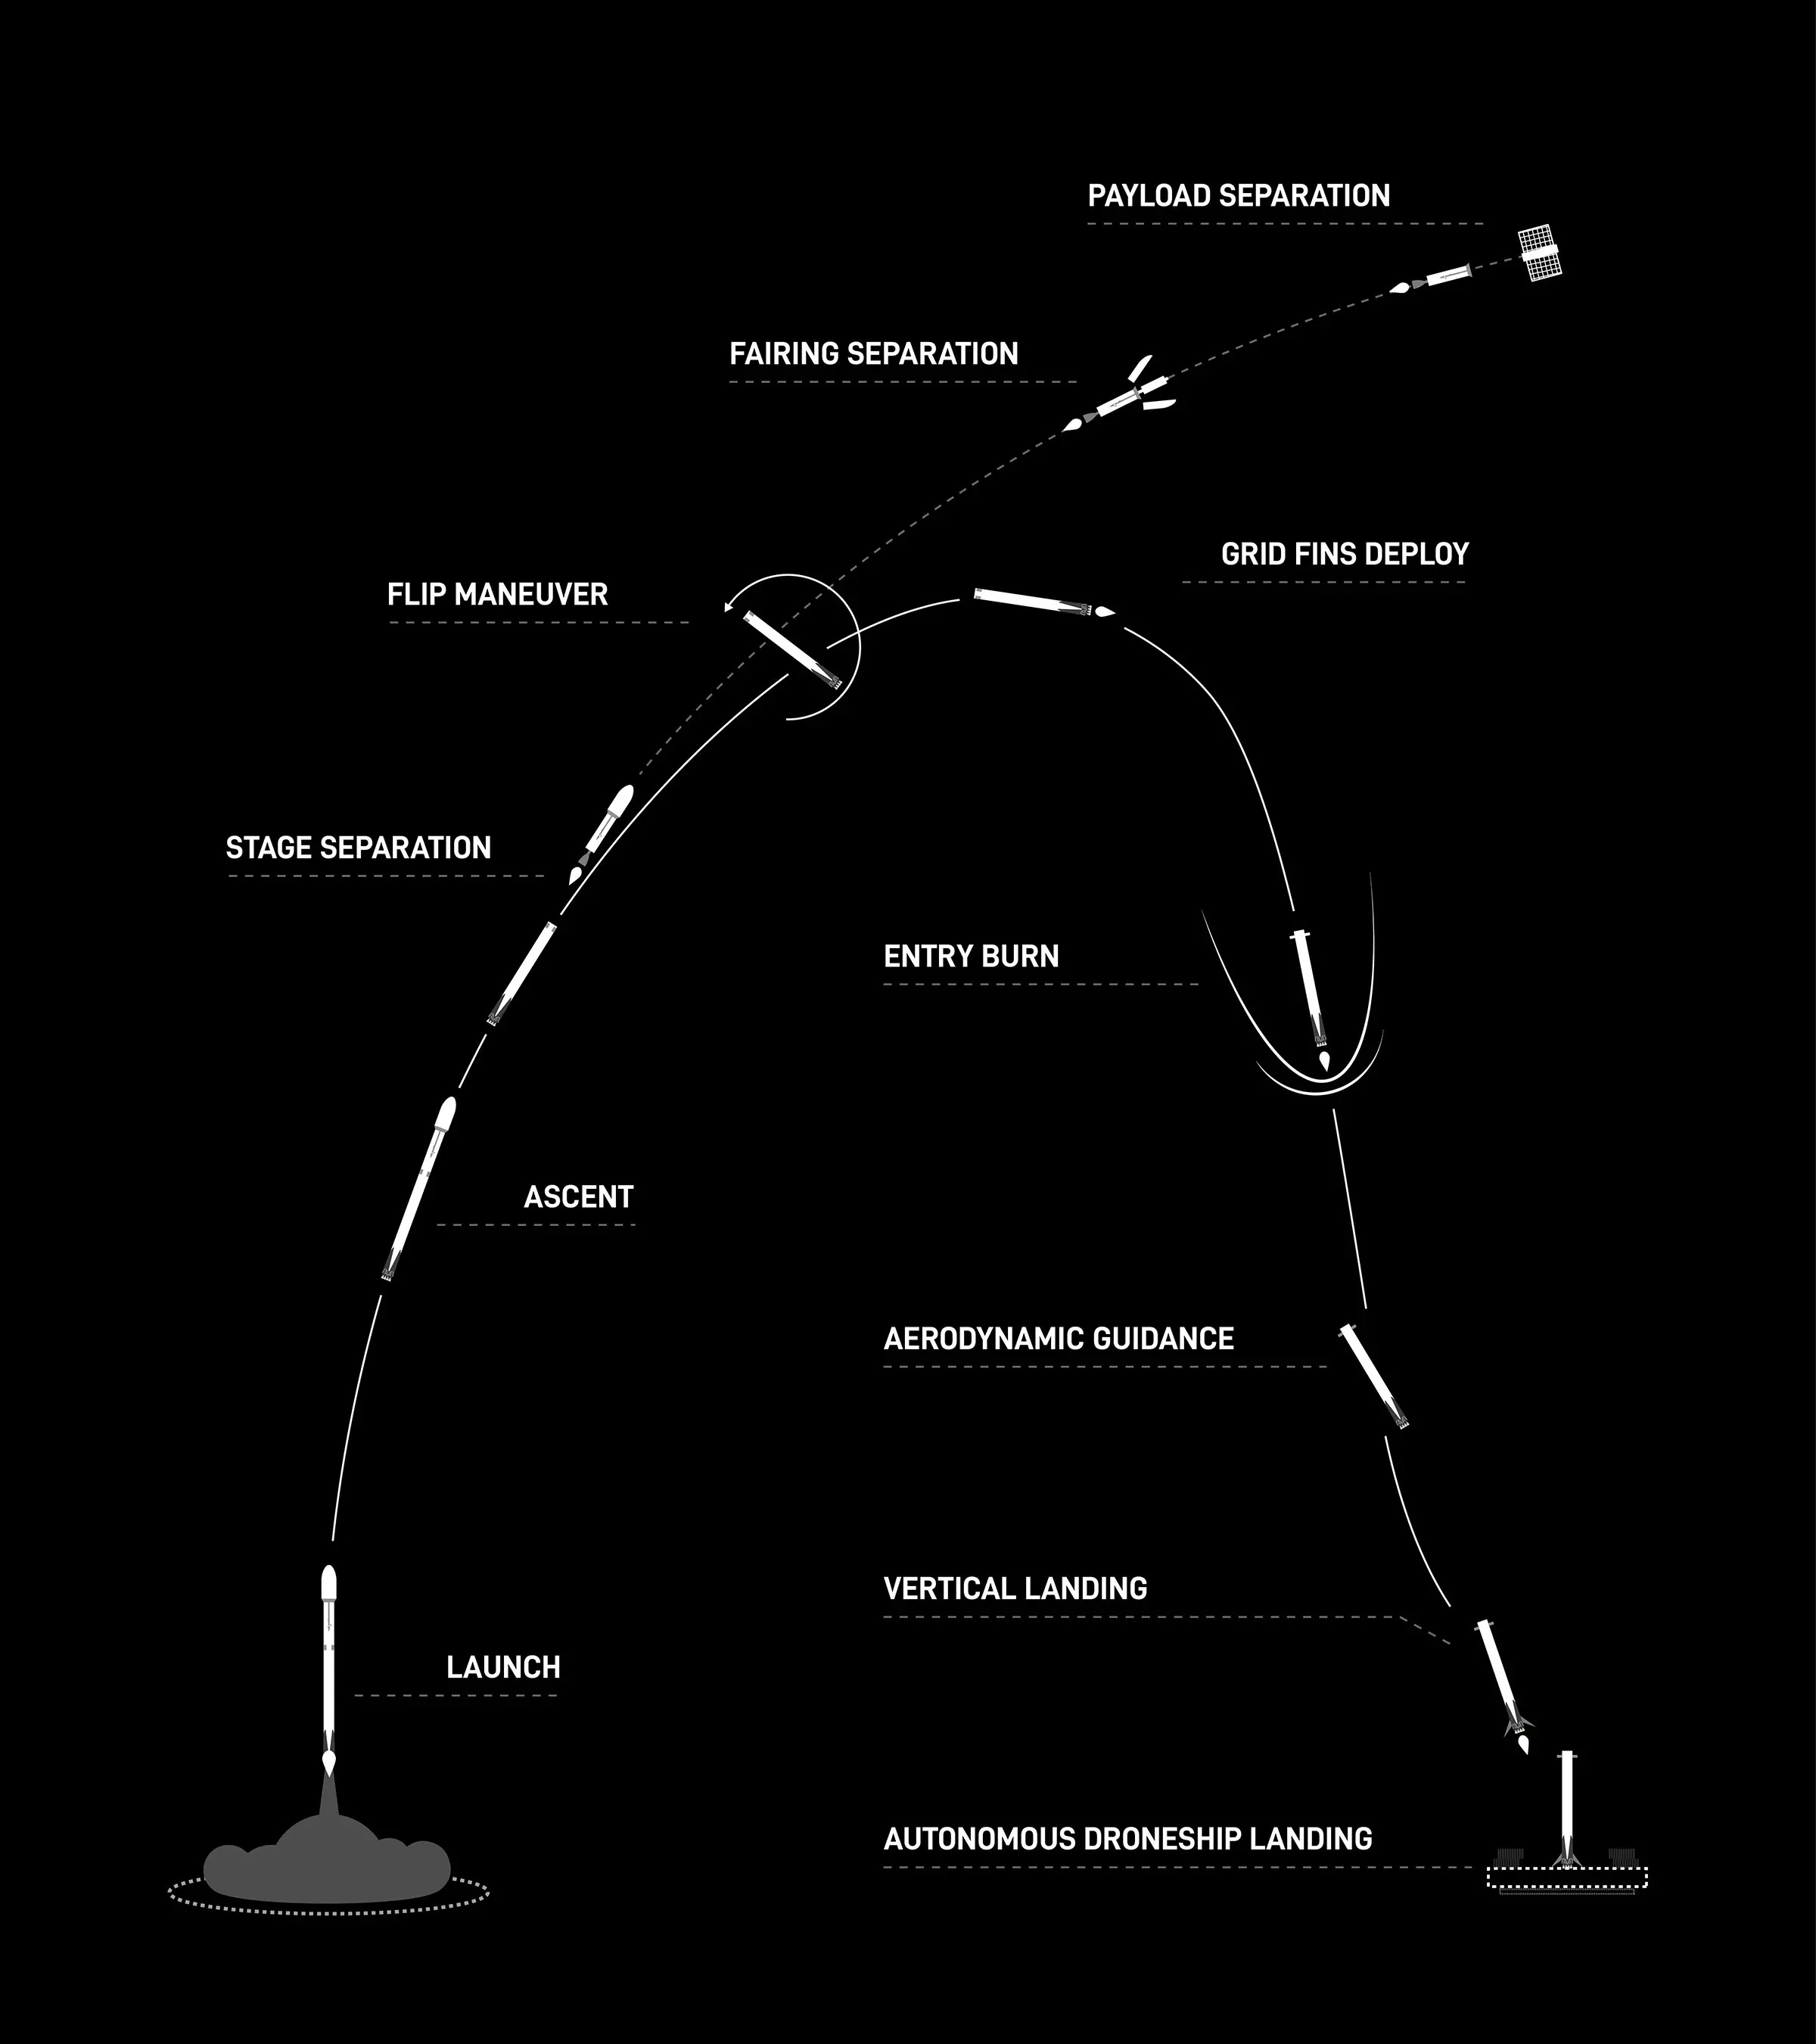 PAYLOAD SEPARATION
FAIRING SEPARATION
GRID FINS DEPLOY
FLIP MANEUVER
STAGE SEPARATION
ENTRY BURN
ASCENT
AERODYNAMIC GUIDANCE
VERTICAL LANDING
LAUNCH
AUTONOMOUS DRONESHIP LANDING